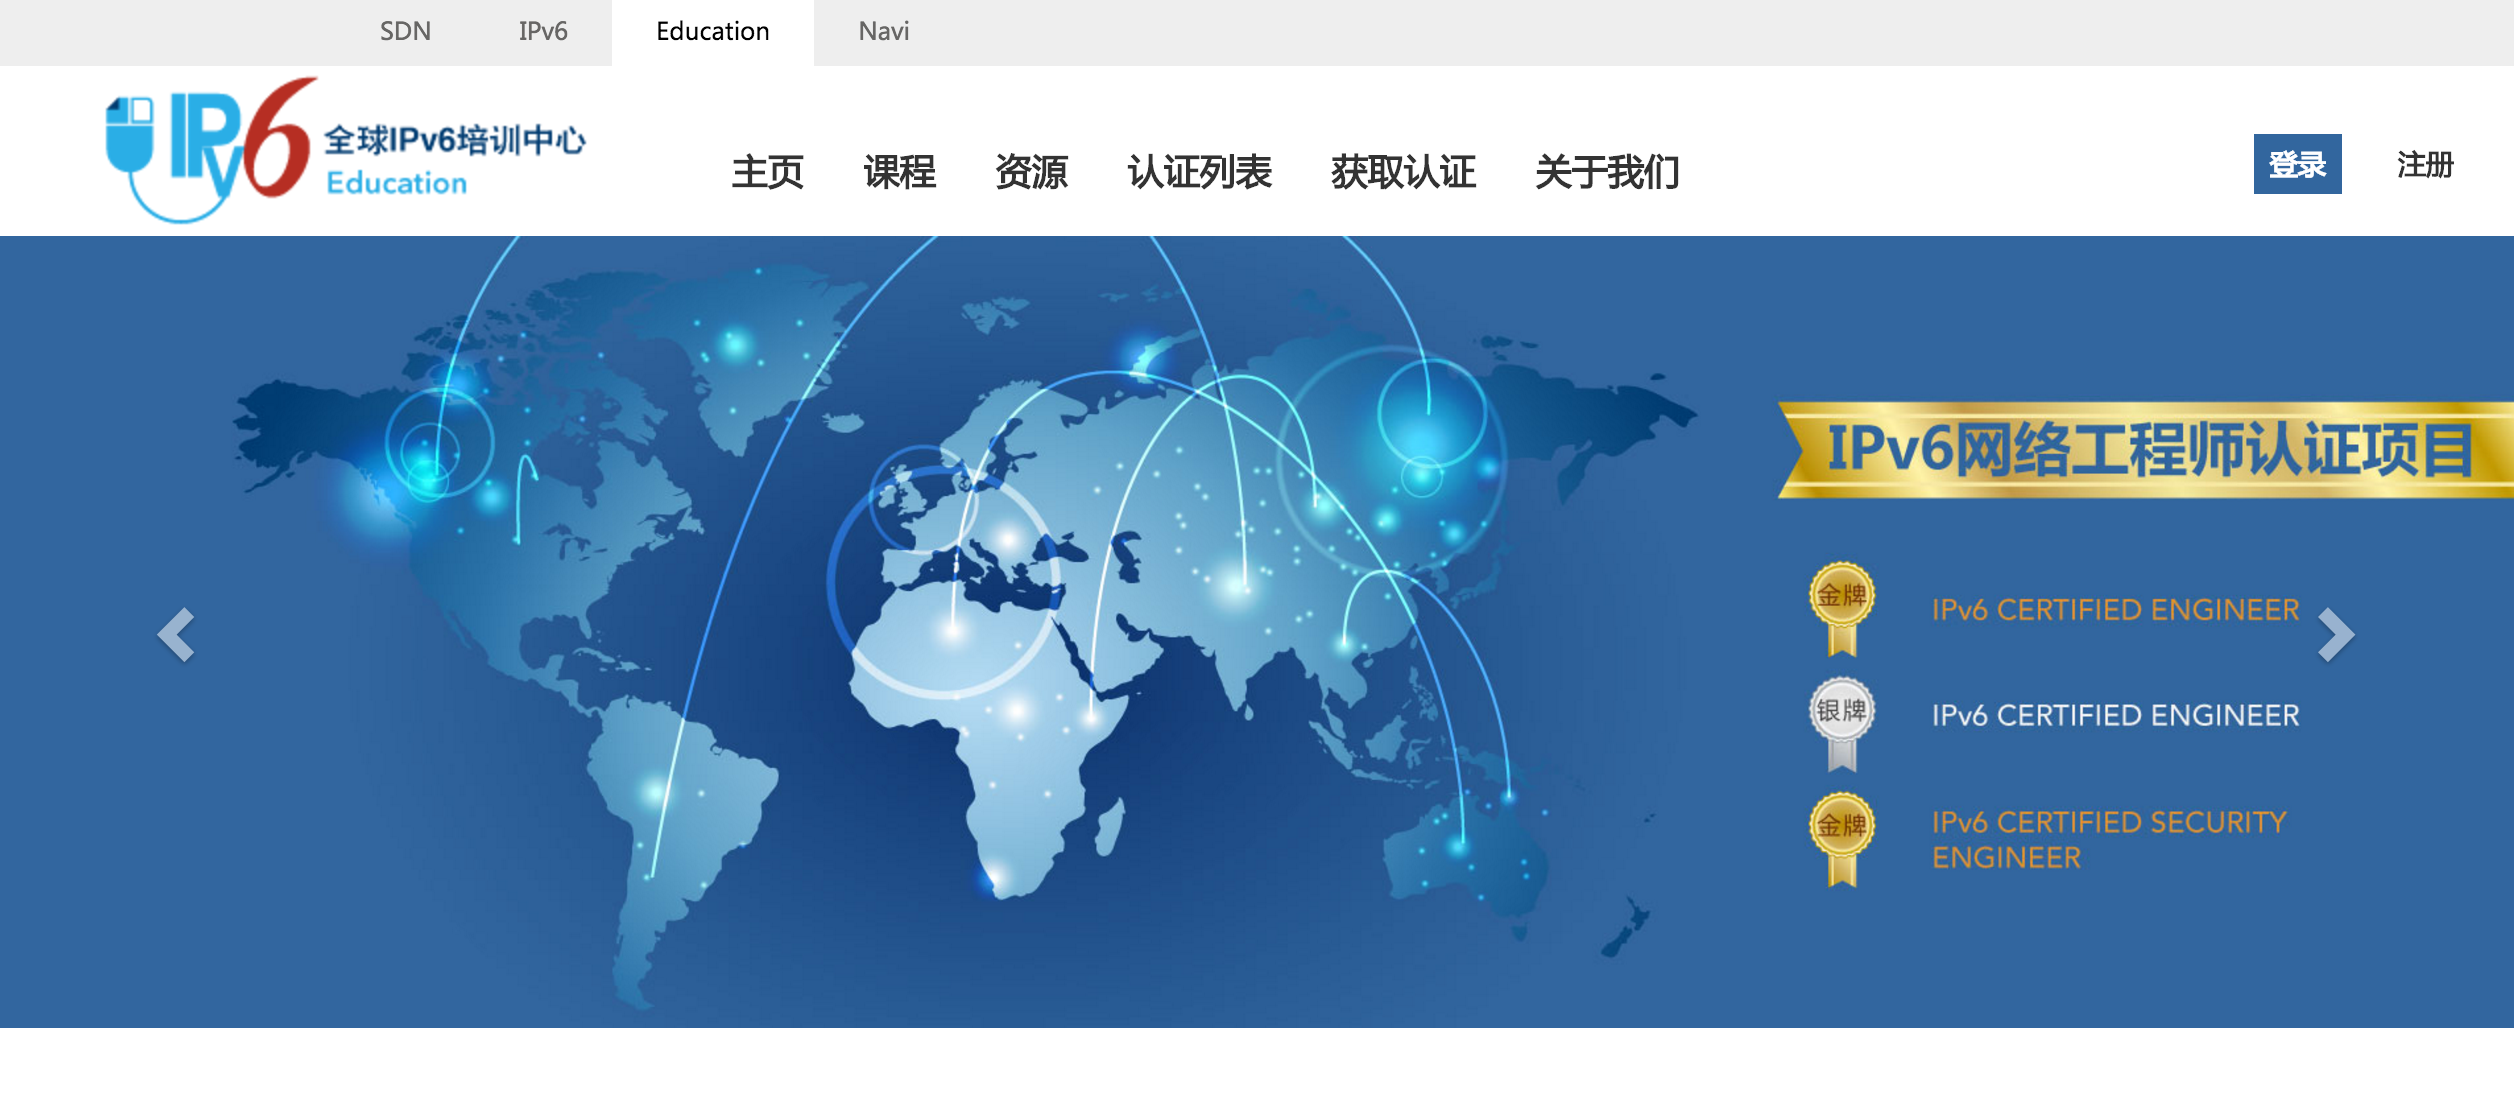 SDN IPv6 Education Navi
IPv6 全球IPv6培训中心
Education
主页 课程 资源 认证列表 获取认证 关于我们 登录 注册
IPv6网络工程师认证项目
金牌 IPv6 CERTIFIED ENGINEER
银牌 IPv6 CERTIFIED ENGINEER
金牌 IPv6 CERTIFIED SECURITY
ENGINEER